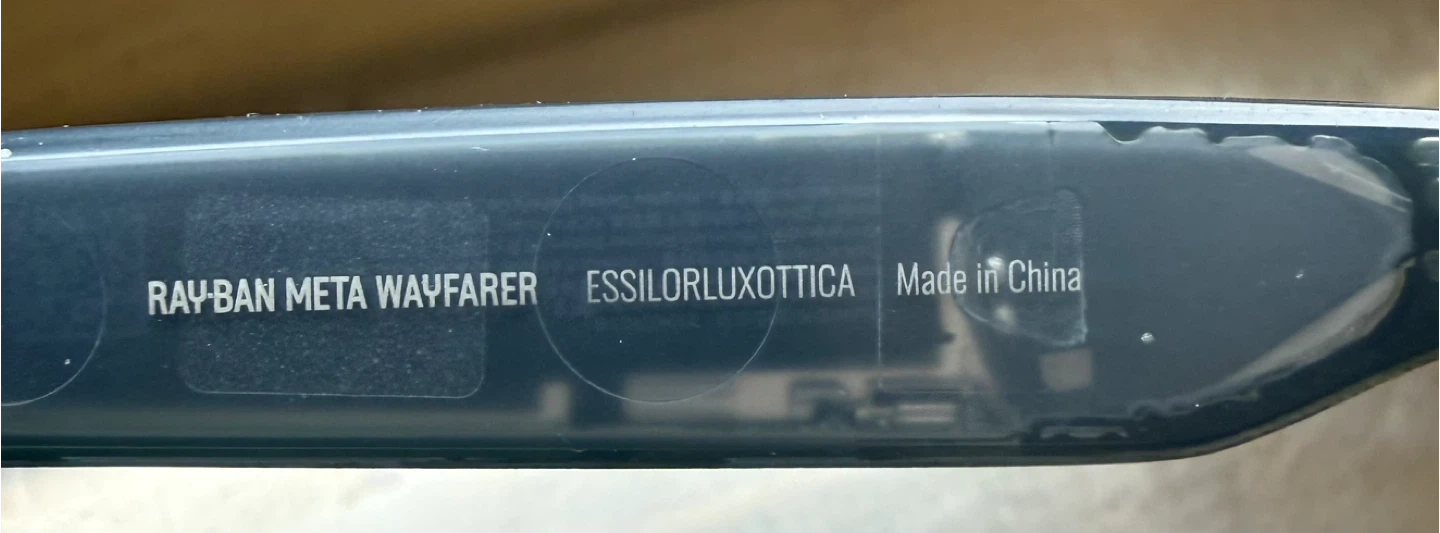 RAY-BAN META WAYFARER ESSILORLUXOTTICA Made in China